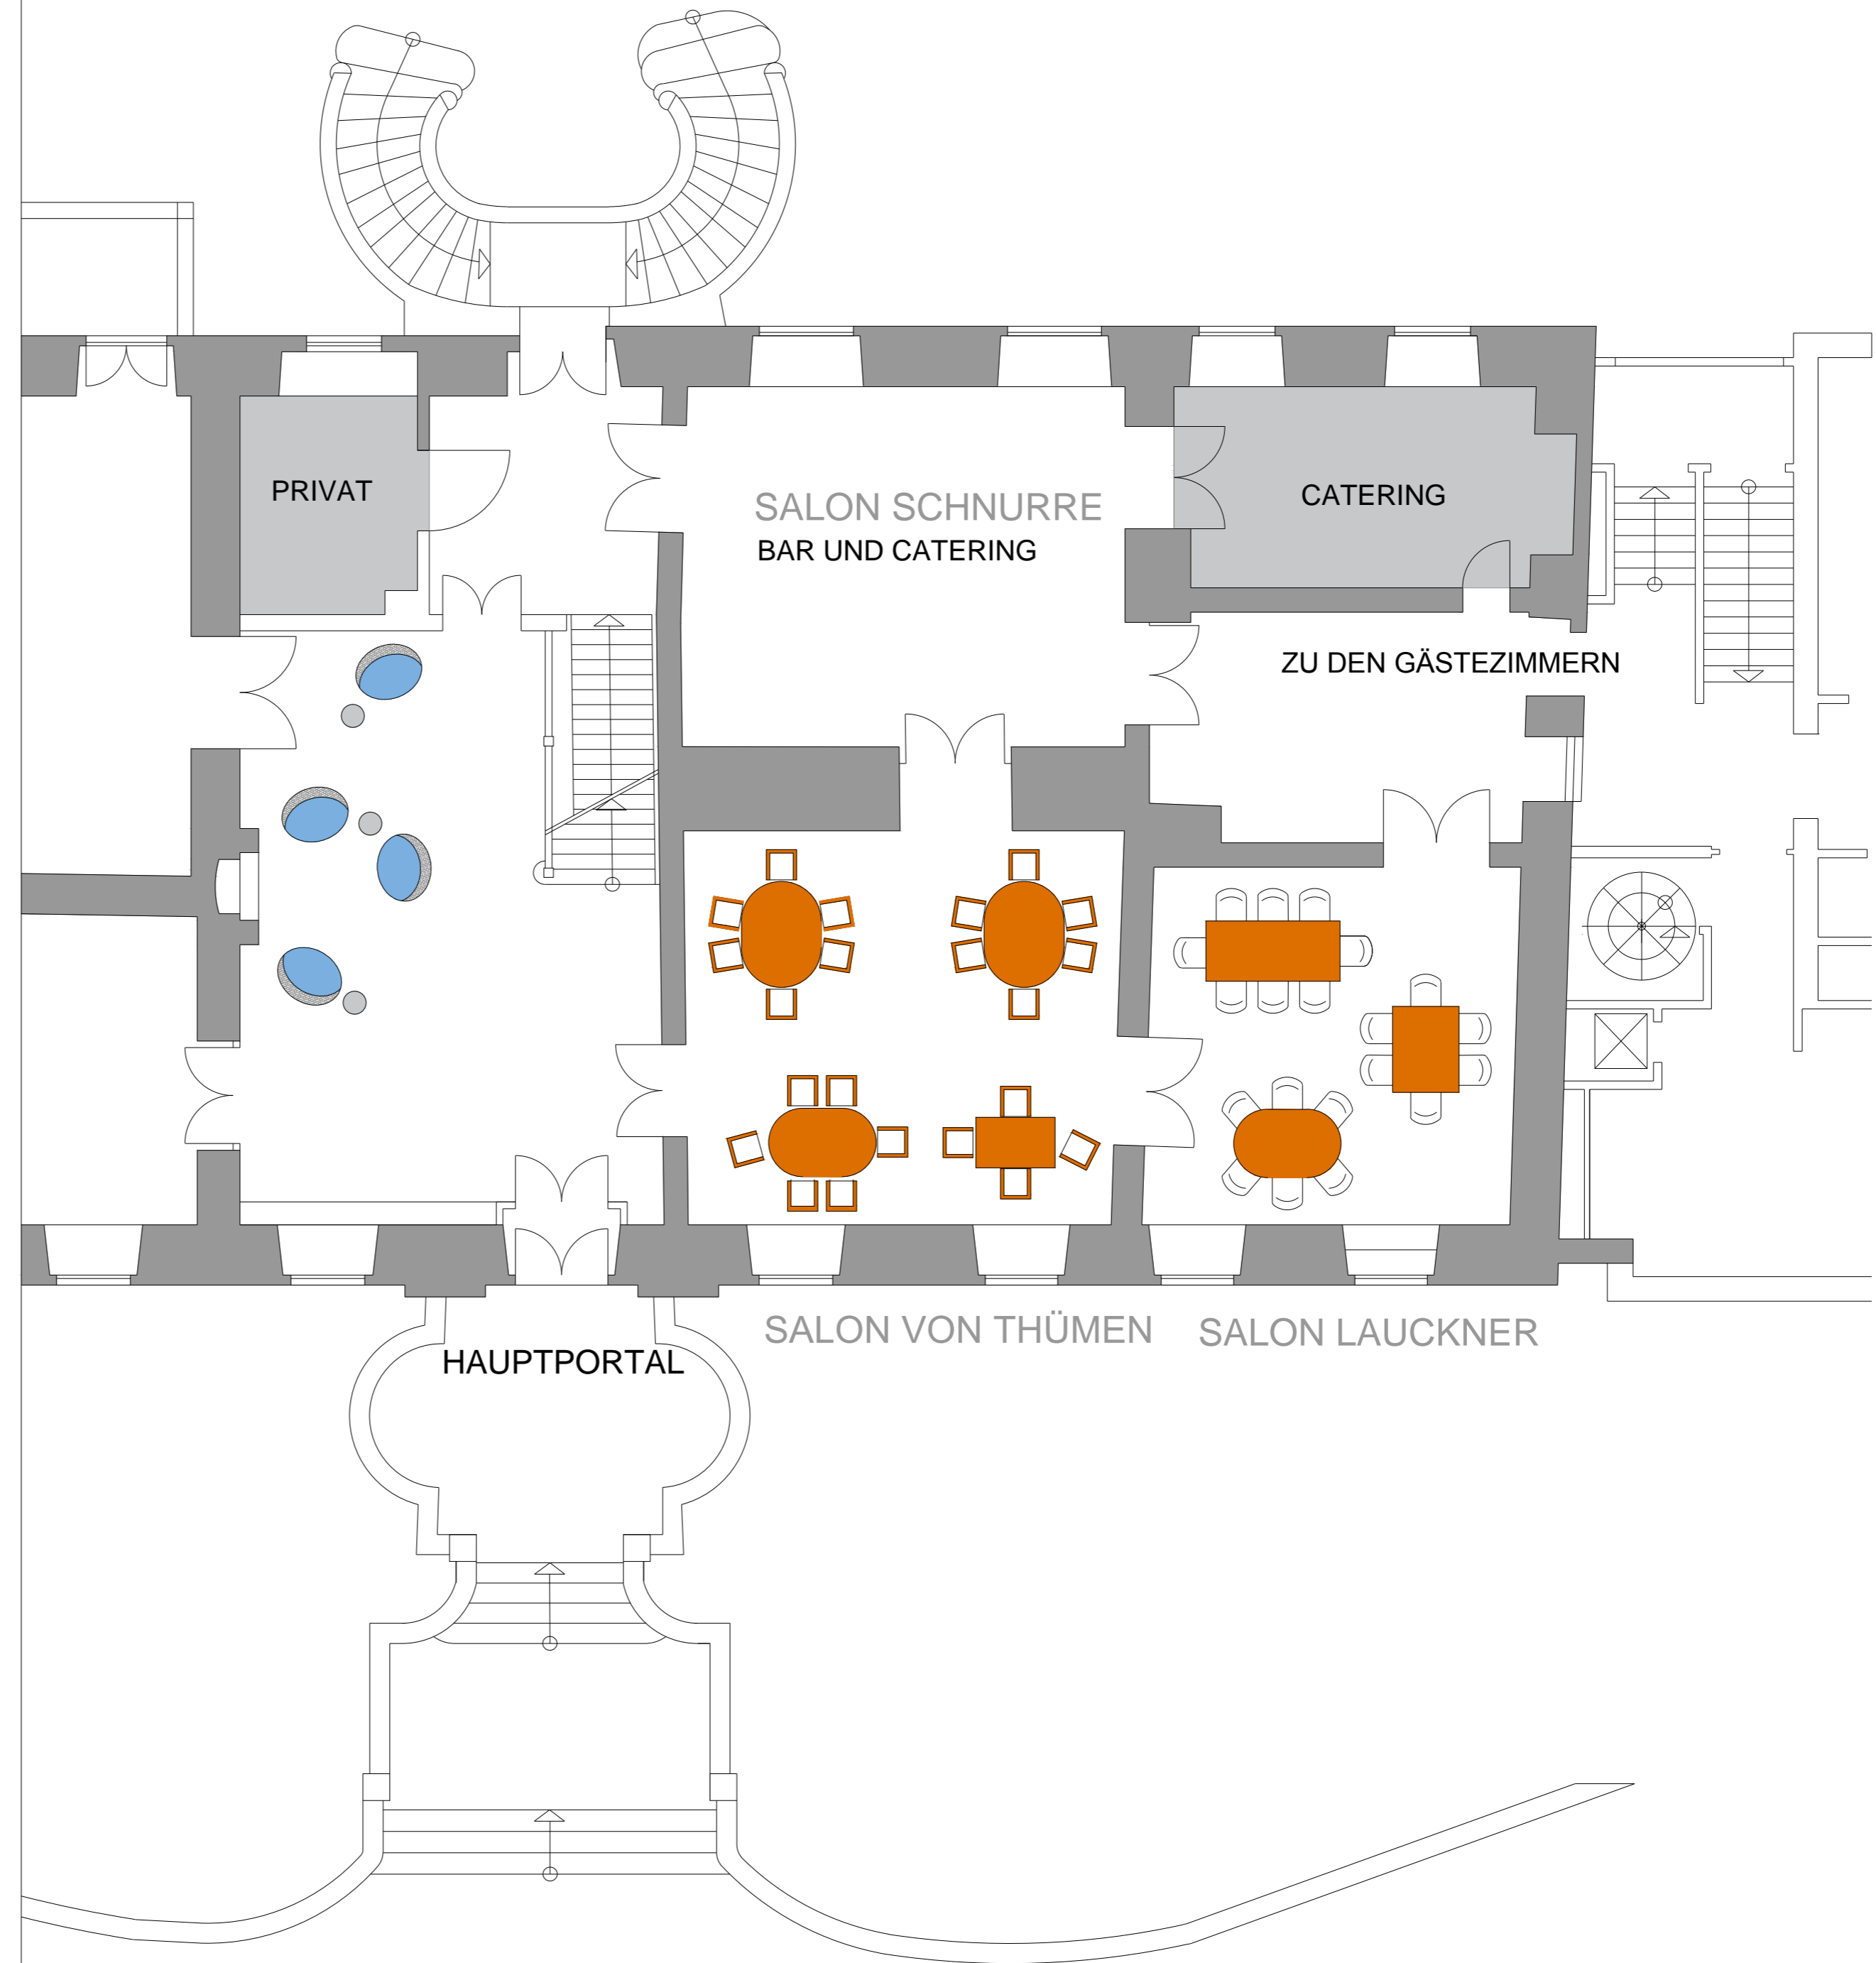 PRIVAT
SALON SCHNURRE
BAR UND CATERING
CATERING
ZU DEN GÄSTEZIMMERN
SALON VON THÜMEN
SALON LAUCKNER
HAUPTPORTAL